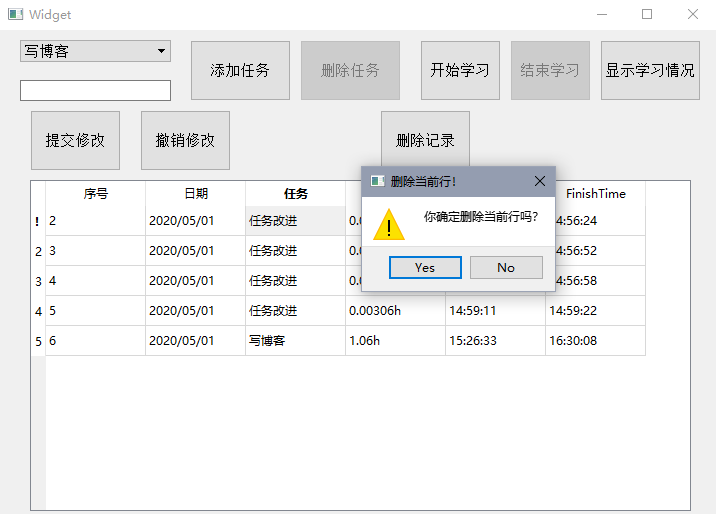 Widget
写博客
添加任务 删除任务 开始学习 结束学习 显示学习情况
提交修改 撤销修改 删除记录
删除当前行!
你确定删除当前行吗?
Yes No
序号 日期 任务 FinishTime
! 2 2020/05/01 任务改进 0.0 4:56:24
2 3 2020/05/01 任务改进 0.0 4:56:52
3 4 2020/05/01 任务改进 0.0 4:56:58
4 5 2020/05/01 任务改进 0.00306h 14:59:11 14:59:22
5 6 2020/05/01 写博客 1.06h 15:26:33 16:30:08